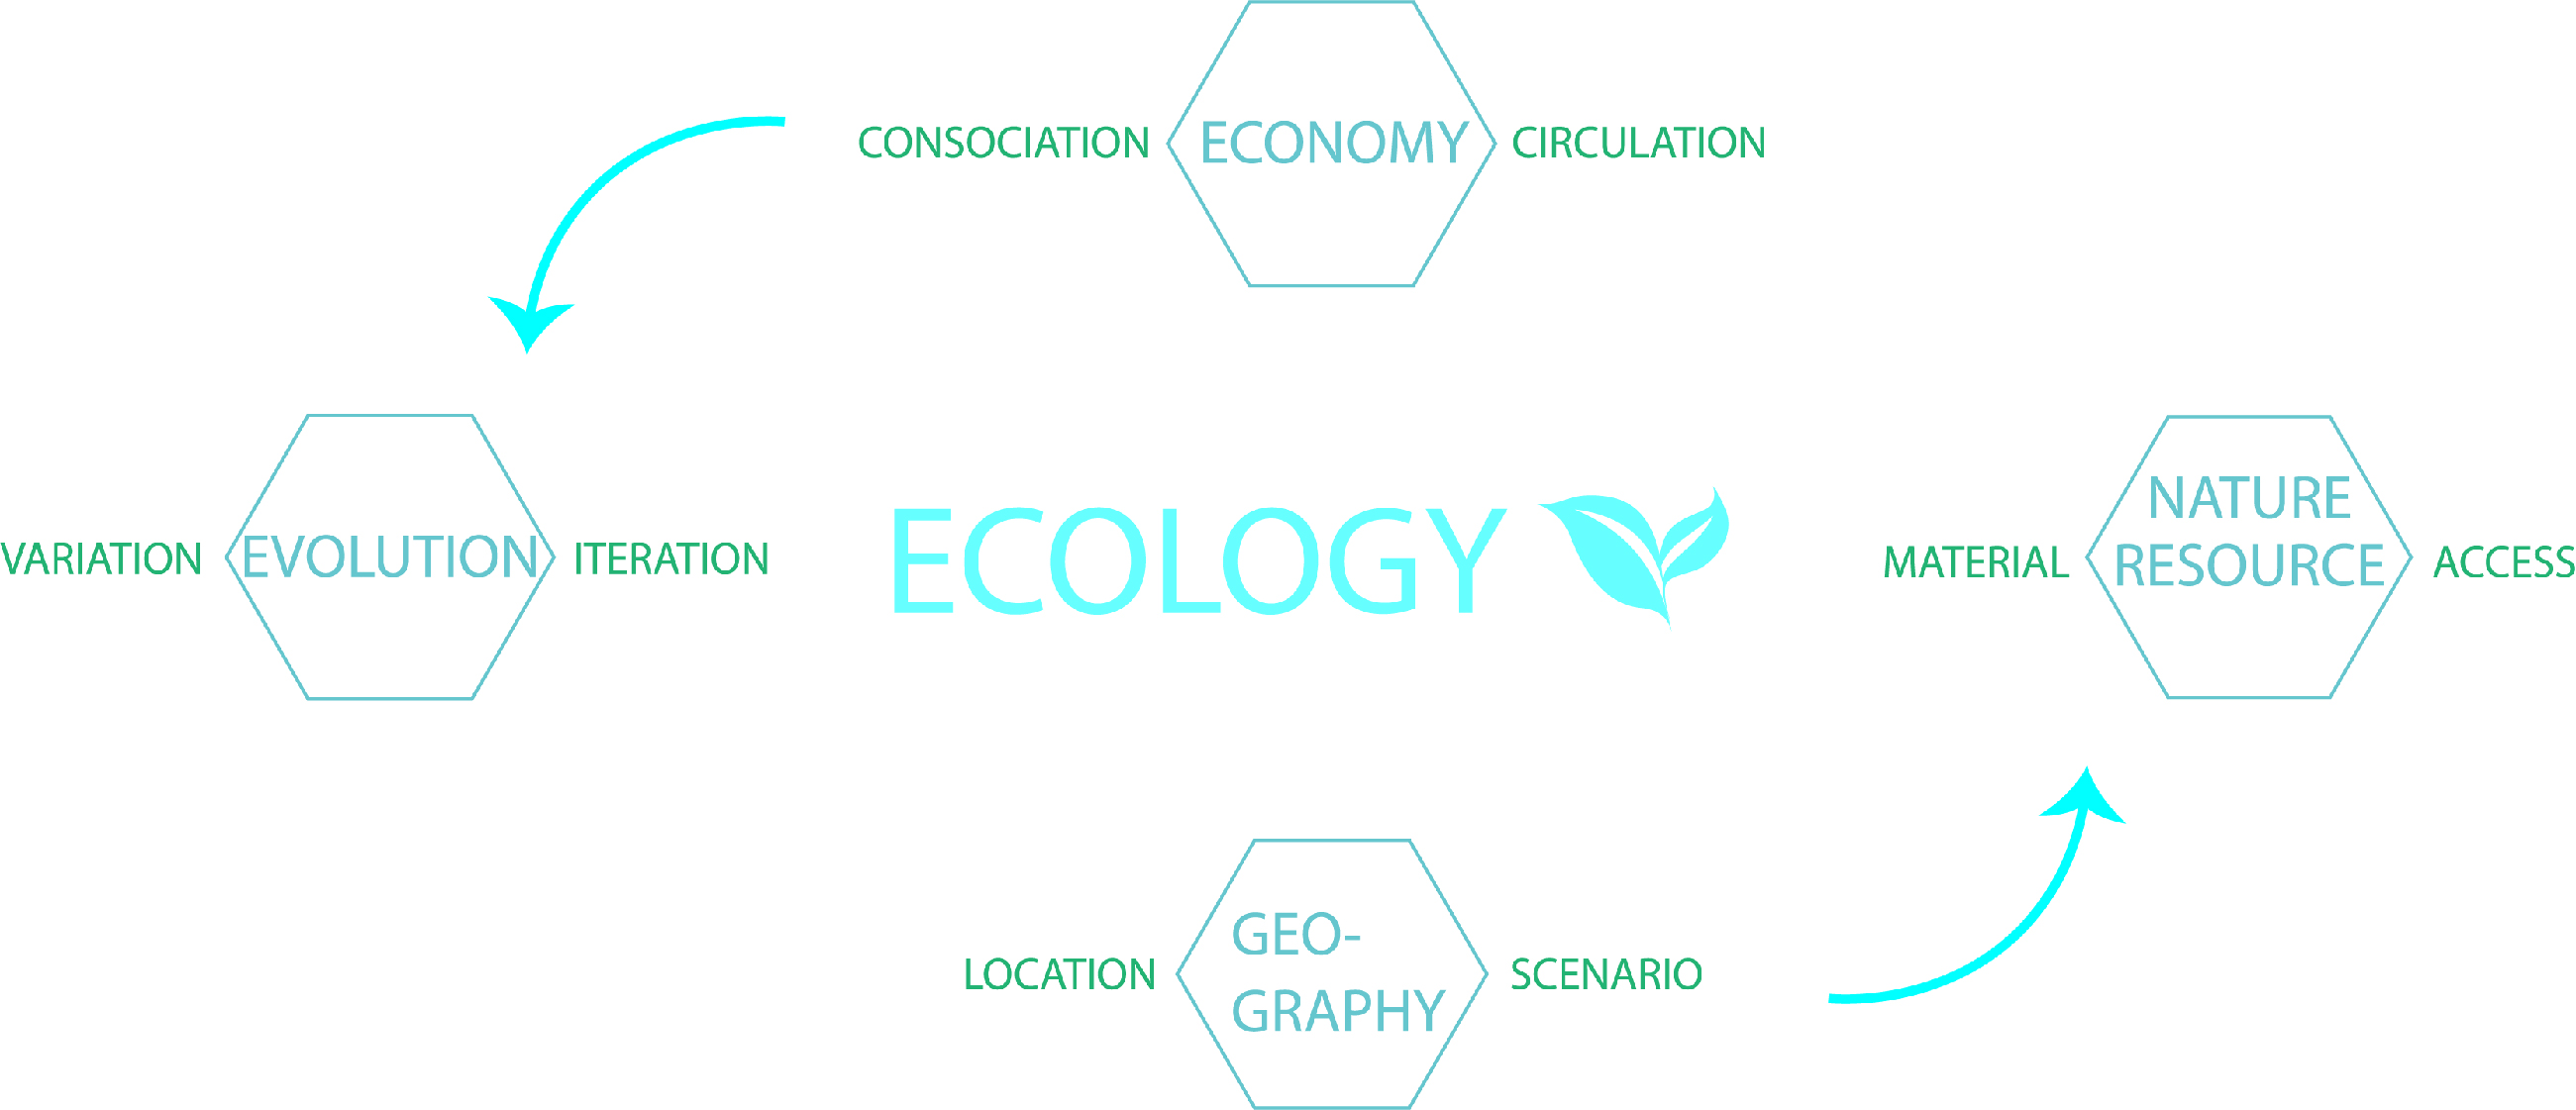 CONSOCIATION ECONOMY CIRCULATION
VARIATION EVOLUTION ITERATION
ECOLOGY
NATURE
MATERIAL RESOURCE ACCESS
GEO-
LOCATION SCENARIO
GRAPHY